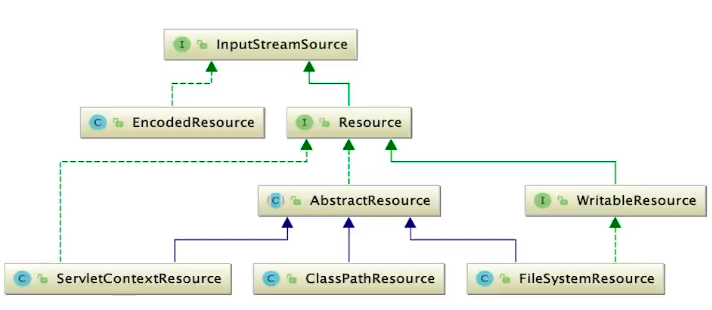 I InputStreamSource
C EncodedResource
I Resource
C AbstractResource
I WritableResource
C ServletContextResource
C ClassPathResource
C FileSystemResource